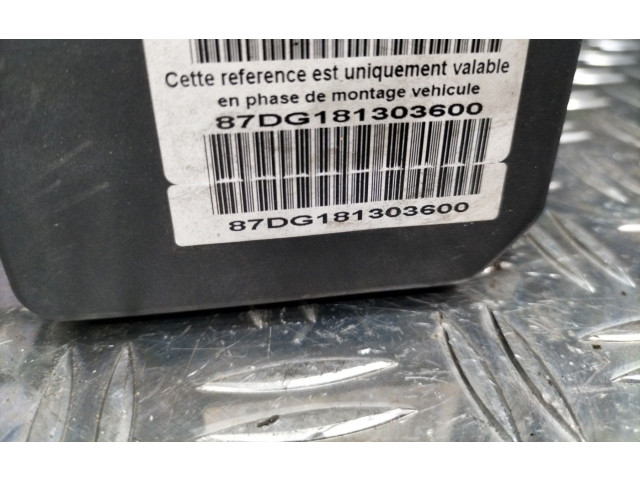 Cette reference est uniquement valable
en phase de montage vehicule
87DG181303600
87DG181303600